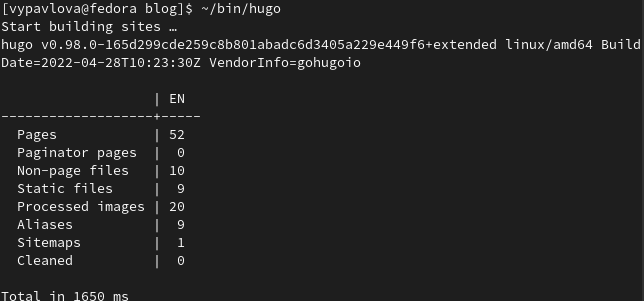 [vypavlova@fedora blog]$ ~/bin/hugo
Start building sites …
hugo v0.98.0-165d299cde259c8b801abadc6d3405a229e449f6+extended linux/amd64 Build
Date=2022-04-28T10:23:30Z VendorInfo=gohugoio

                   | EN
-------------------+-----
  Pages            | 52
  Paginator pages  |  0
  Non-page files   | 10
  Static files     |  9
  Processed images | 20
  Aliases          |  9
  Sitemaps         |  1
  Cleaned          |  0

Total in 1650 ms